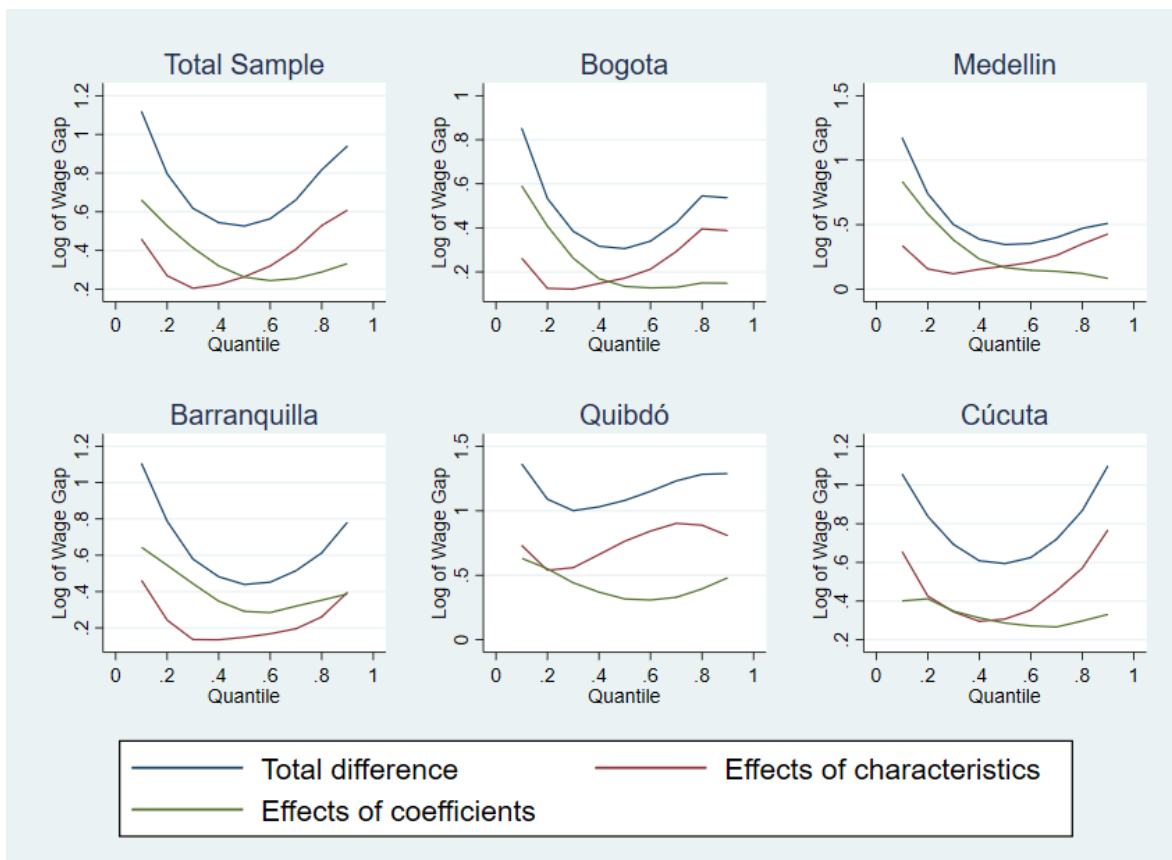 Total Sample
Bogota
Medellin
Log of Wage Gap
.2 .4 .6 .8 1 1.2
0 .2 .4 .6 .8 1
Quantile
Log of Wage Gap
.2 .4 .6 .8 1
0 .2 .4 .6 .8 1
Quantile
Log of Wage Gap
0 .5 1 1.5
0 .2 .4 .6 .8 1
Quantile
Barranquilla
Quibdó
Cúcuta
Log of Wage Gap
.2 .4 .6 .8 1 1.2
0 .2 .4 .6 .8 1
Quantile
Log of Wage Gap
0 .5 1 1.5
0 .2 .4 .6 .8 1
Quantile
Log of Wage Gap
.2 .4 .6 .8 1 1.2
0 .2 .4 .6 .8 1
Quantile
Total difference
Effects of characteristics
Effects of coefficients